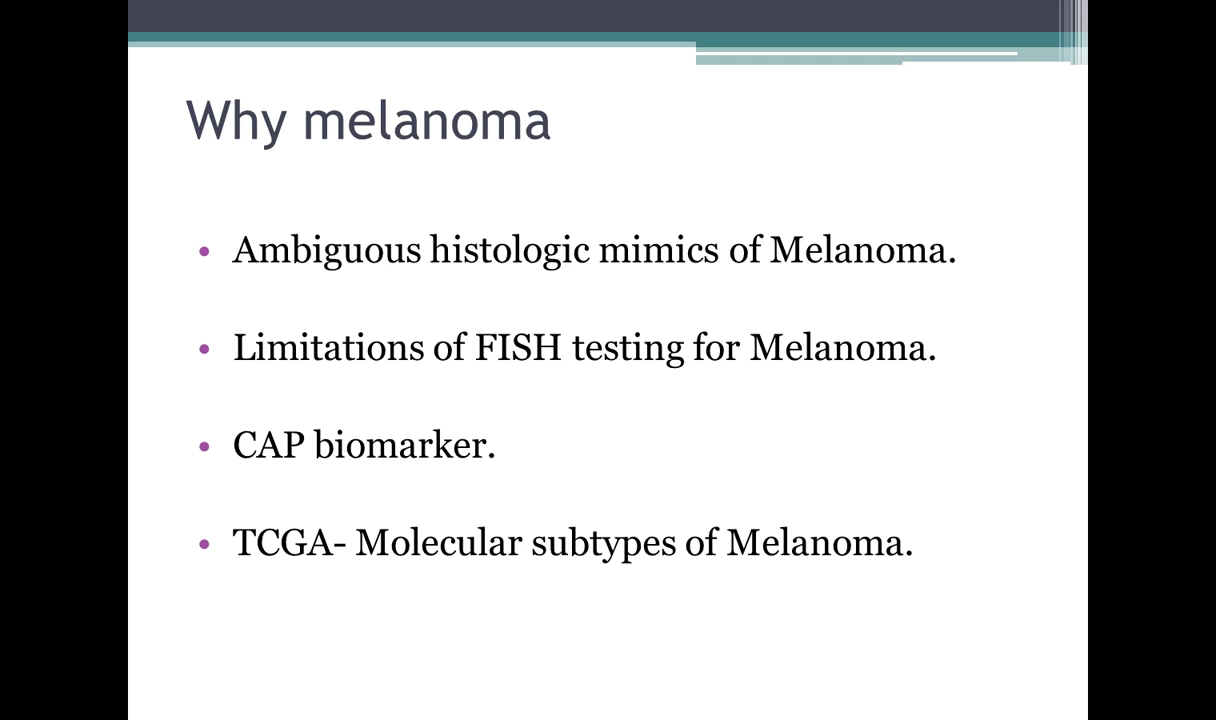 Why melanoma
• Ambiguous histologic mimics of Melanoma.
• Limitations of FISH testing for Melanoma.
• CAP biomarker.
• TCGA- Molecular subtypes of Melanoma.